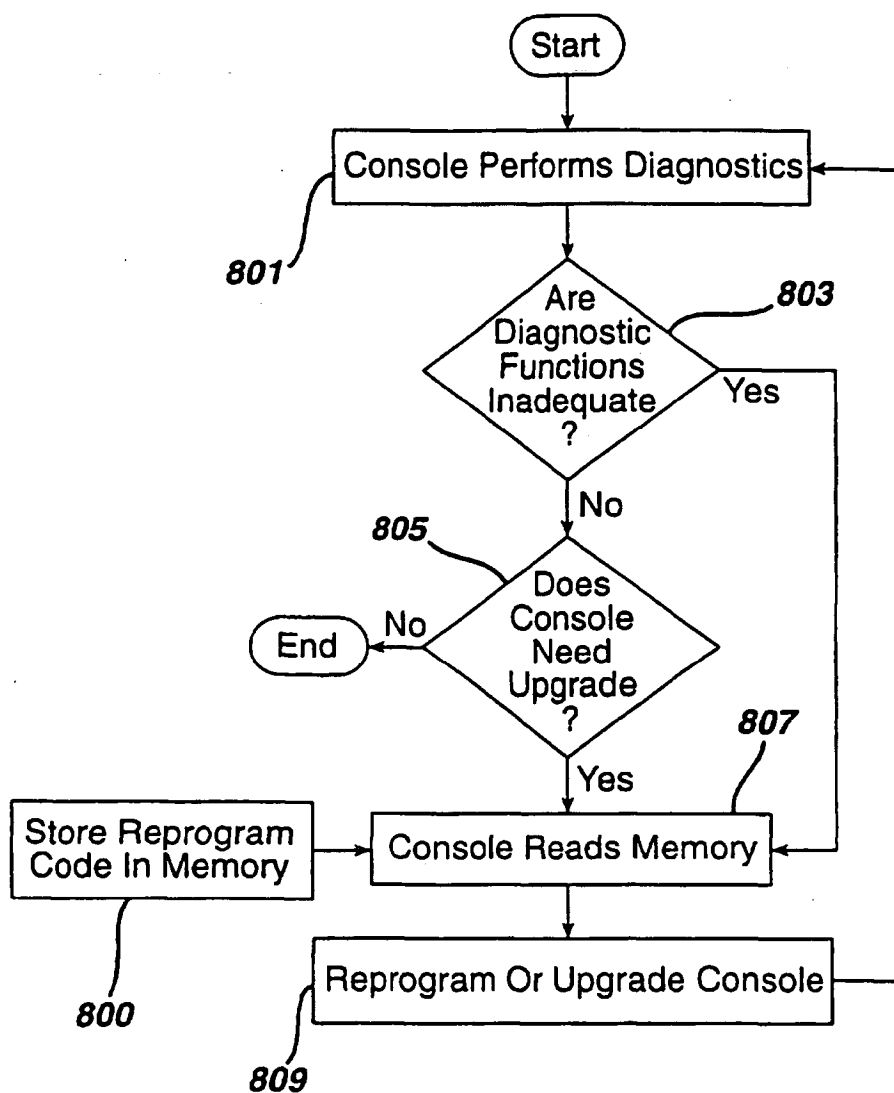 Start
Console Performs Diagnostics
801
Are
Diagnostic
Functions
Inadequate
?
803
Yes
No
805
Does
Console
Need
Upgrade
?
No
End
807
Yes
Store Reprogram
Code In Memory
Console Reads Memory
800
Reprogram Or Upgrade Console
809